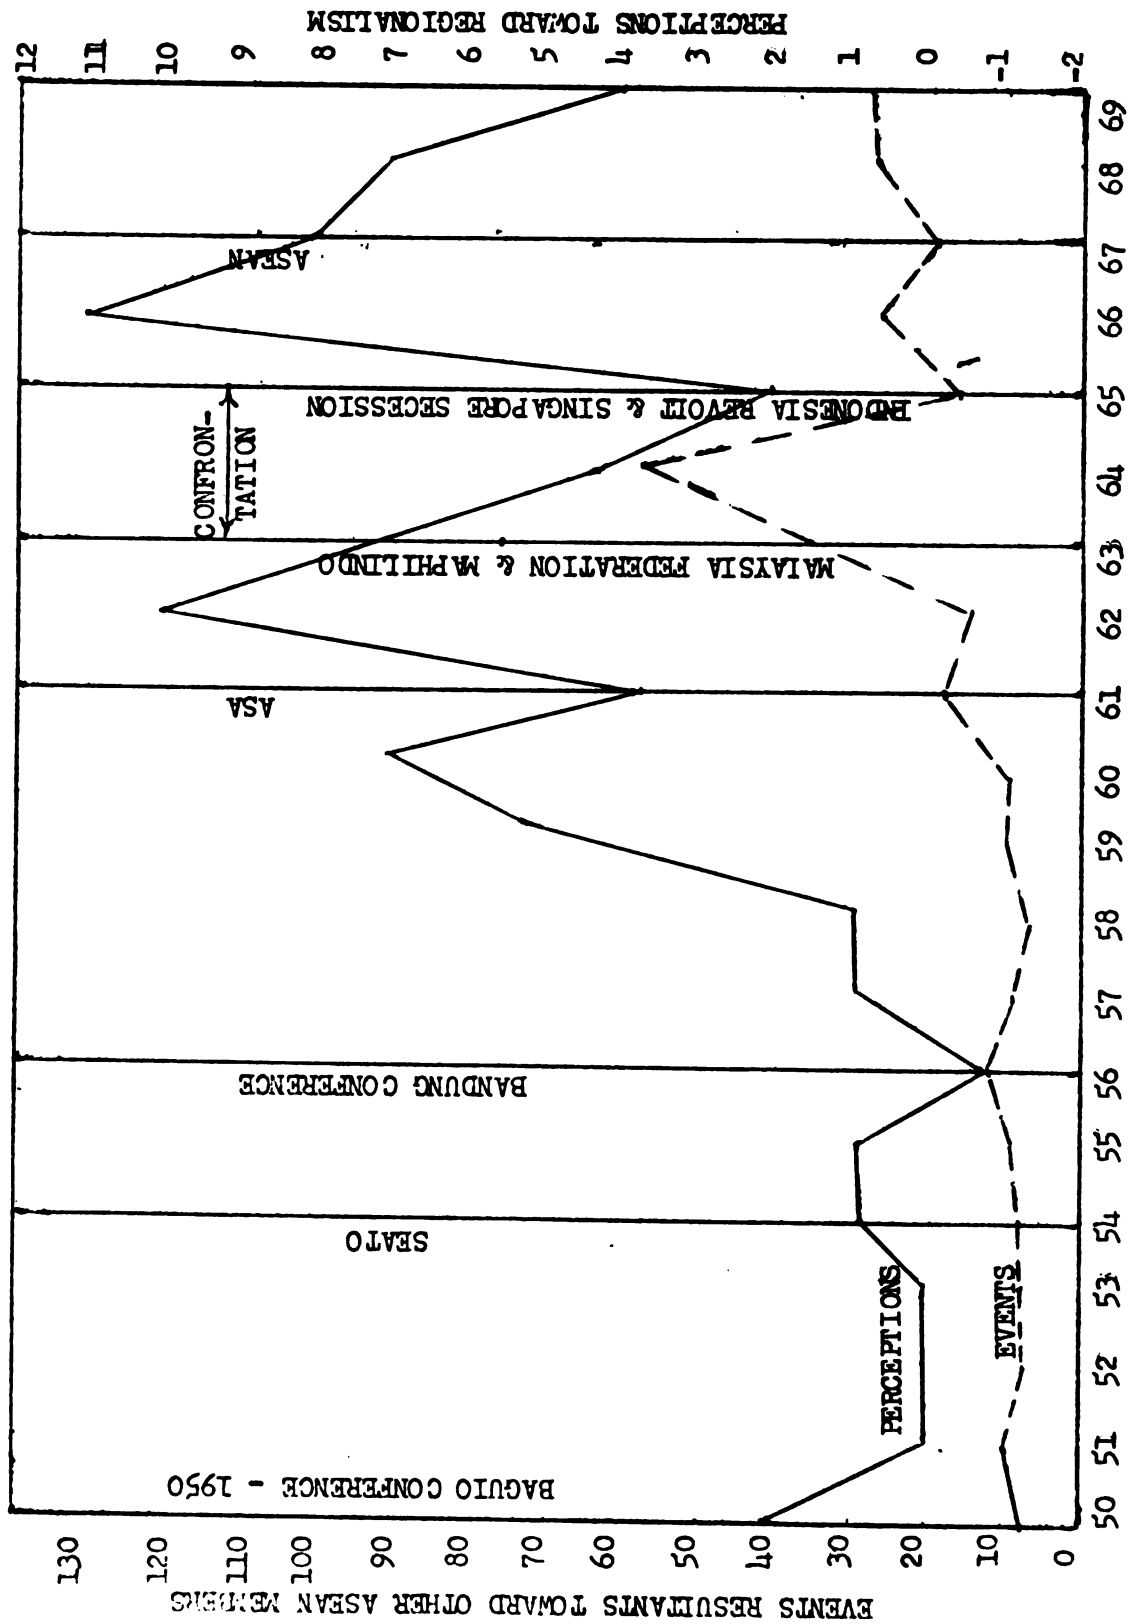 PERCEPTIONS TOWARD REGIONALISM
12
11
10
9
8
7
6
5
4
3
2
1
0
-1
-2
ASEAN
CONFRON-
TATION
INDONESIA REVOLT & SINGAPORE SECESSION
MALAYSIA FEDERATION & MAPHILINDO
ASA
BANDUNG CONFERENCE
SEATO
PERCEPTIONS
EVENTS
BAGUIO CONFERENCE - 1950
130
120
110
100
90
80
70
60
50
40
30
20
10
0
EVENTS RESULTANTS TOWARD OTHER ASEAN MEMBERS
50 51 52 53 54 55 56 57 58 59 60 61 62 63 64 65 66 67 68 69